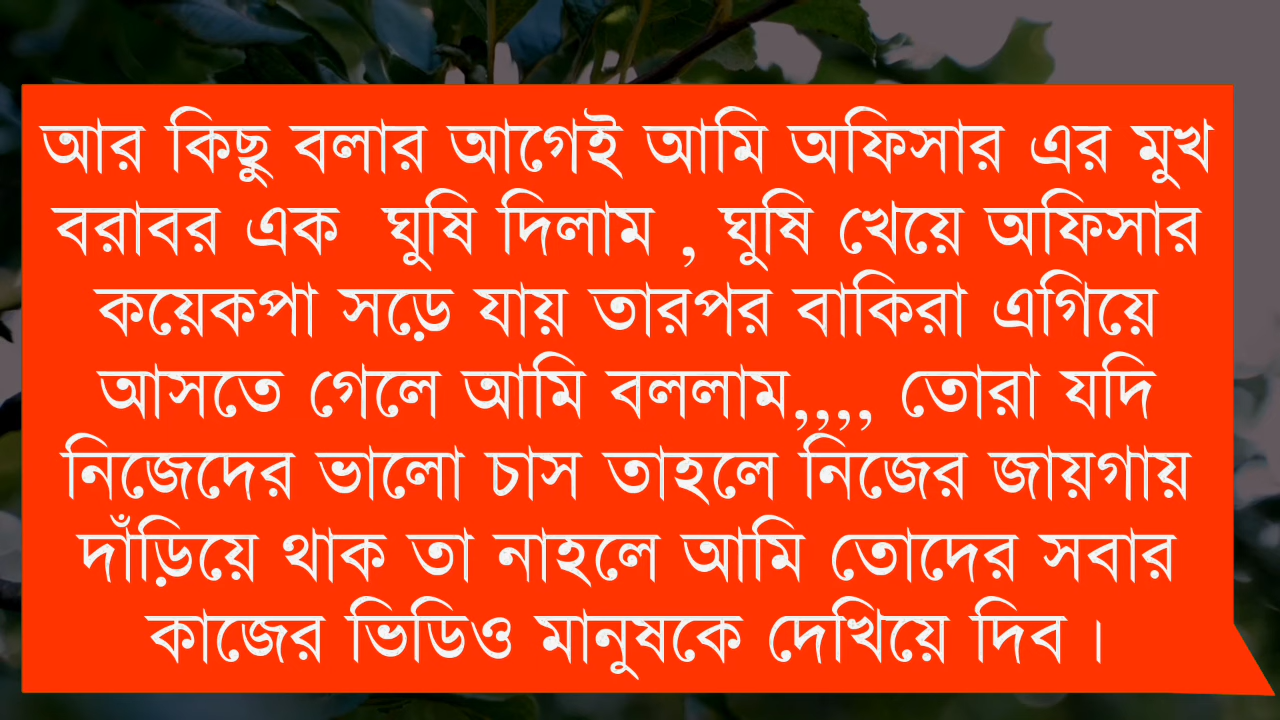 আর কিছু বলার আগেই আমি অফিসার এর মুখ
বরাবর এক  ঘুষি দিলাম , ঘুষি খেয়ে অফিসার
কয়েকপা সড়ে যায় তারপর বাকিরা এগিয়ে
আসতে গেলে আমি বললাম,,,, তোরা যদি
নিজেদের ভালো চাস তাহলে নিজের জায়গায়
দাঁড়িয়ে থাক তা নাহলে আমি তোদের সবার
কাজের ভিডিও মানুষকে দেখিয়ে দিব ।